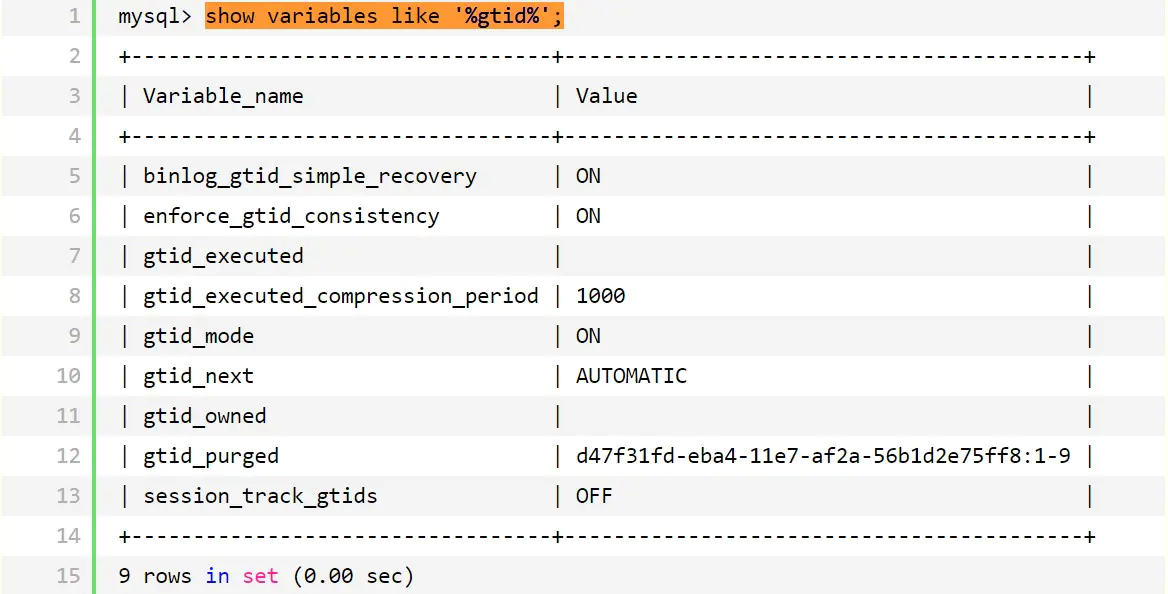 1 mysql> show variables like '%gtid%';
2 +----------------------------------+------------------------------------------+
3 | Variable_name                    | Value                                    |
4 +----------------------------------+------------------------------------------+
5 | binlog_gtid_simple_recovery      | ON                                       |
6 | enforce_gtid_consistency         | ON                                       |
7 | gtid_executed                    |                                          |
8 | gtid_executed_compression_period | 1000                                     |
9 | gtid_mode                        | ON                                       |
10 | gtid_next                        | AUTOMATIC                                |
11 | gtid_owned                       |                                          |
12 | gtid_purged                      | d47f31fd-eba4-11e7-af2a-56b1d2e75ff8:1-9 |
13 | session_track_gtids              | OFF                                      |
14 +----------------------------------+------------------------------------------+
15 9 rows in set (0.00 sec)